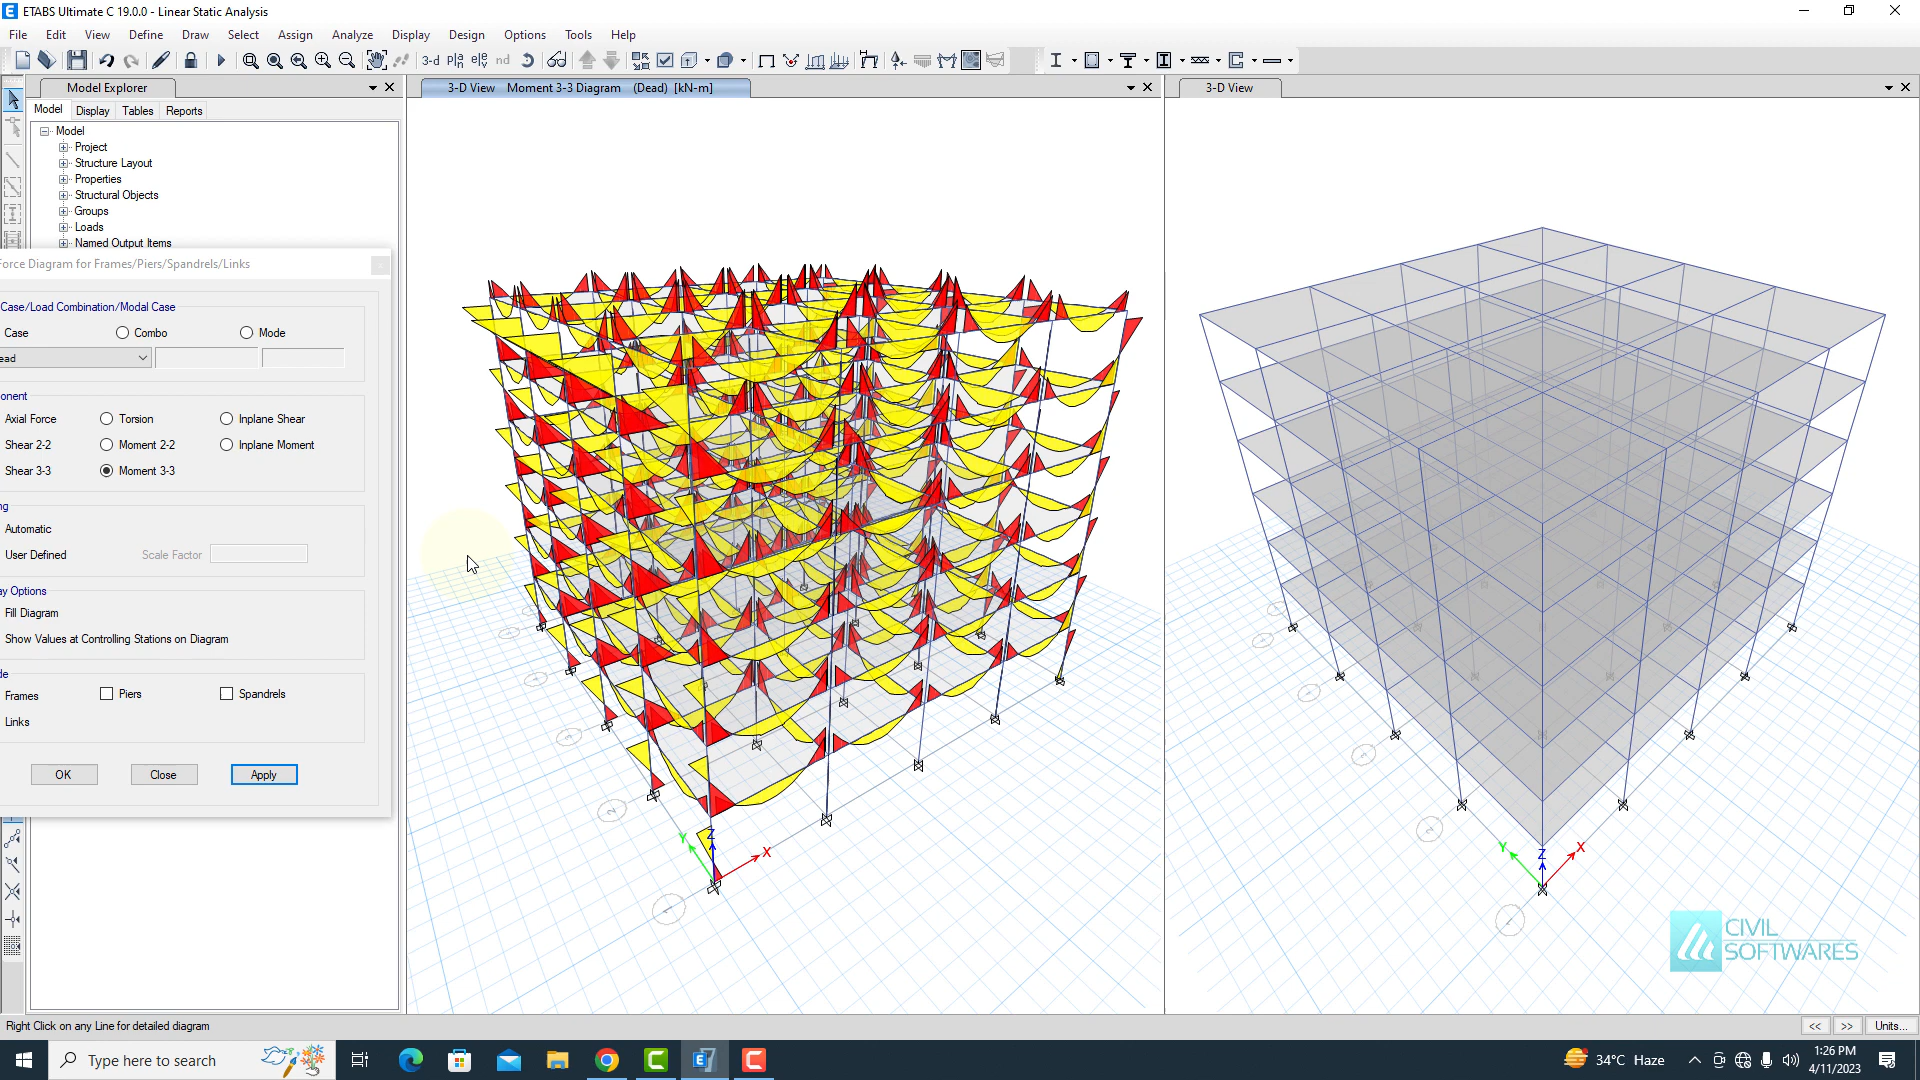 ETABS Ultimate C 19.0.0 - Linear Static Analysis
File Edit View Define Draw Select Assign Analyze Display Design Options Tools Help
3-d
nd
Model Explorer
3-D View Moment 3-3 Diagram (Dead) [kN-m]
3-D View
Model Display Tables Reports
Model
Project
Structure Layout
Properties
Structural Objects
Groups
Loads
Named Output Items
Force Diagram for Frames/Piers/Spandrels/Links
Case/Load Combination/Modal Case
Case Combo Mode
ead
onent
Axial Force Torsion Inplane Shear
Shear 2-2 Moment 2-2 Inplane Moment
Shear 3-3 Moment 3-3
ng
Automatic
User Defined Scale Factor
ay Options
Fill Diagram
Show Values at Controlling Stations on Diagram
de
Frames Piers Spandrels
Links
OK Close Apply
Y Z X
Y Z X
CIVIL
SOFTWARES
Right Click on any Line for detailed diagram
<< >> Units...
Type here to search
34°C Haze
1:26 PM
4/11/2023